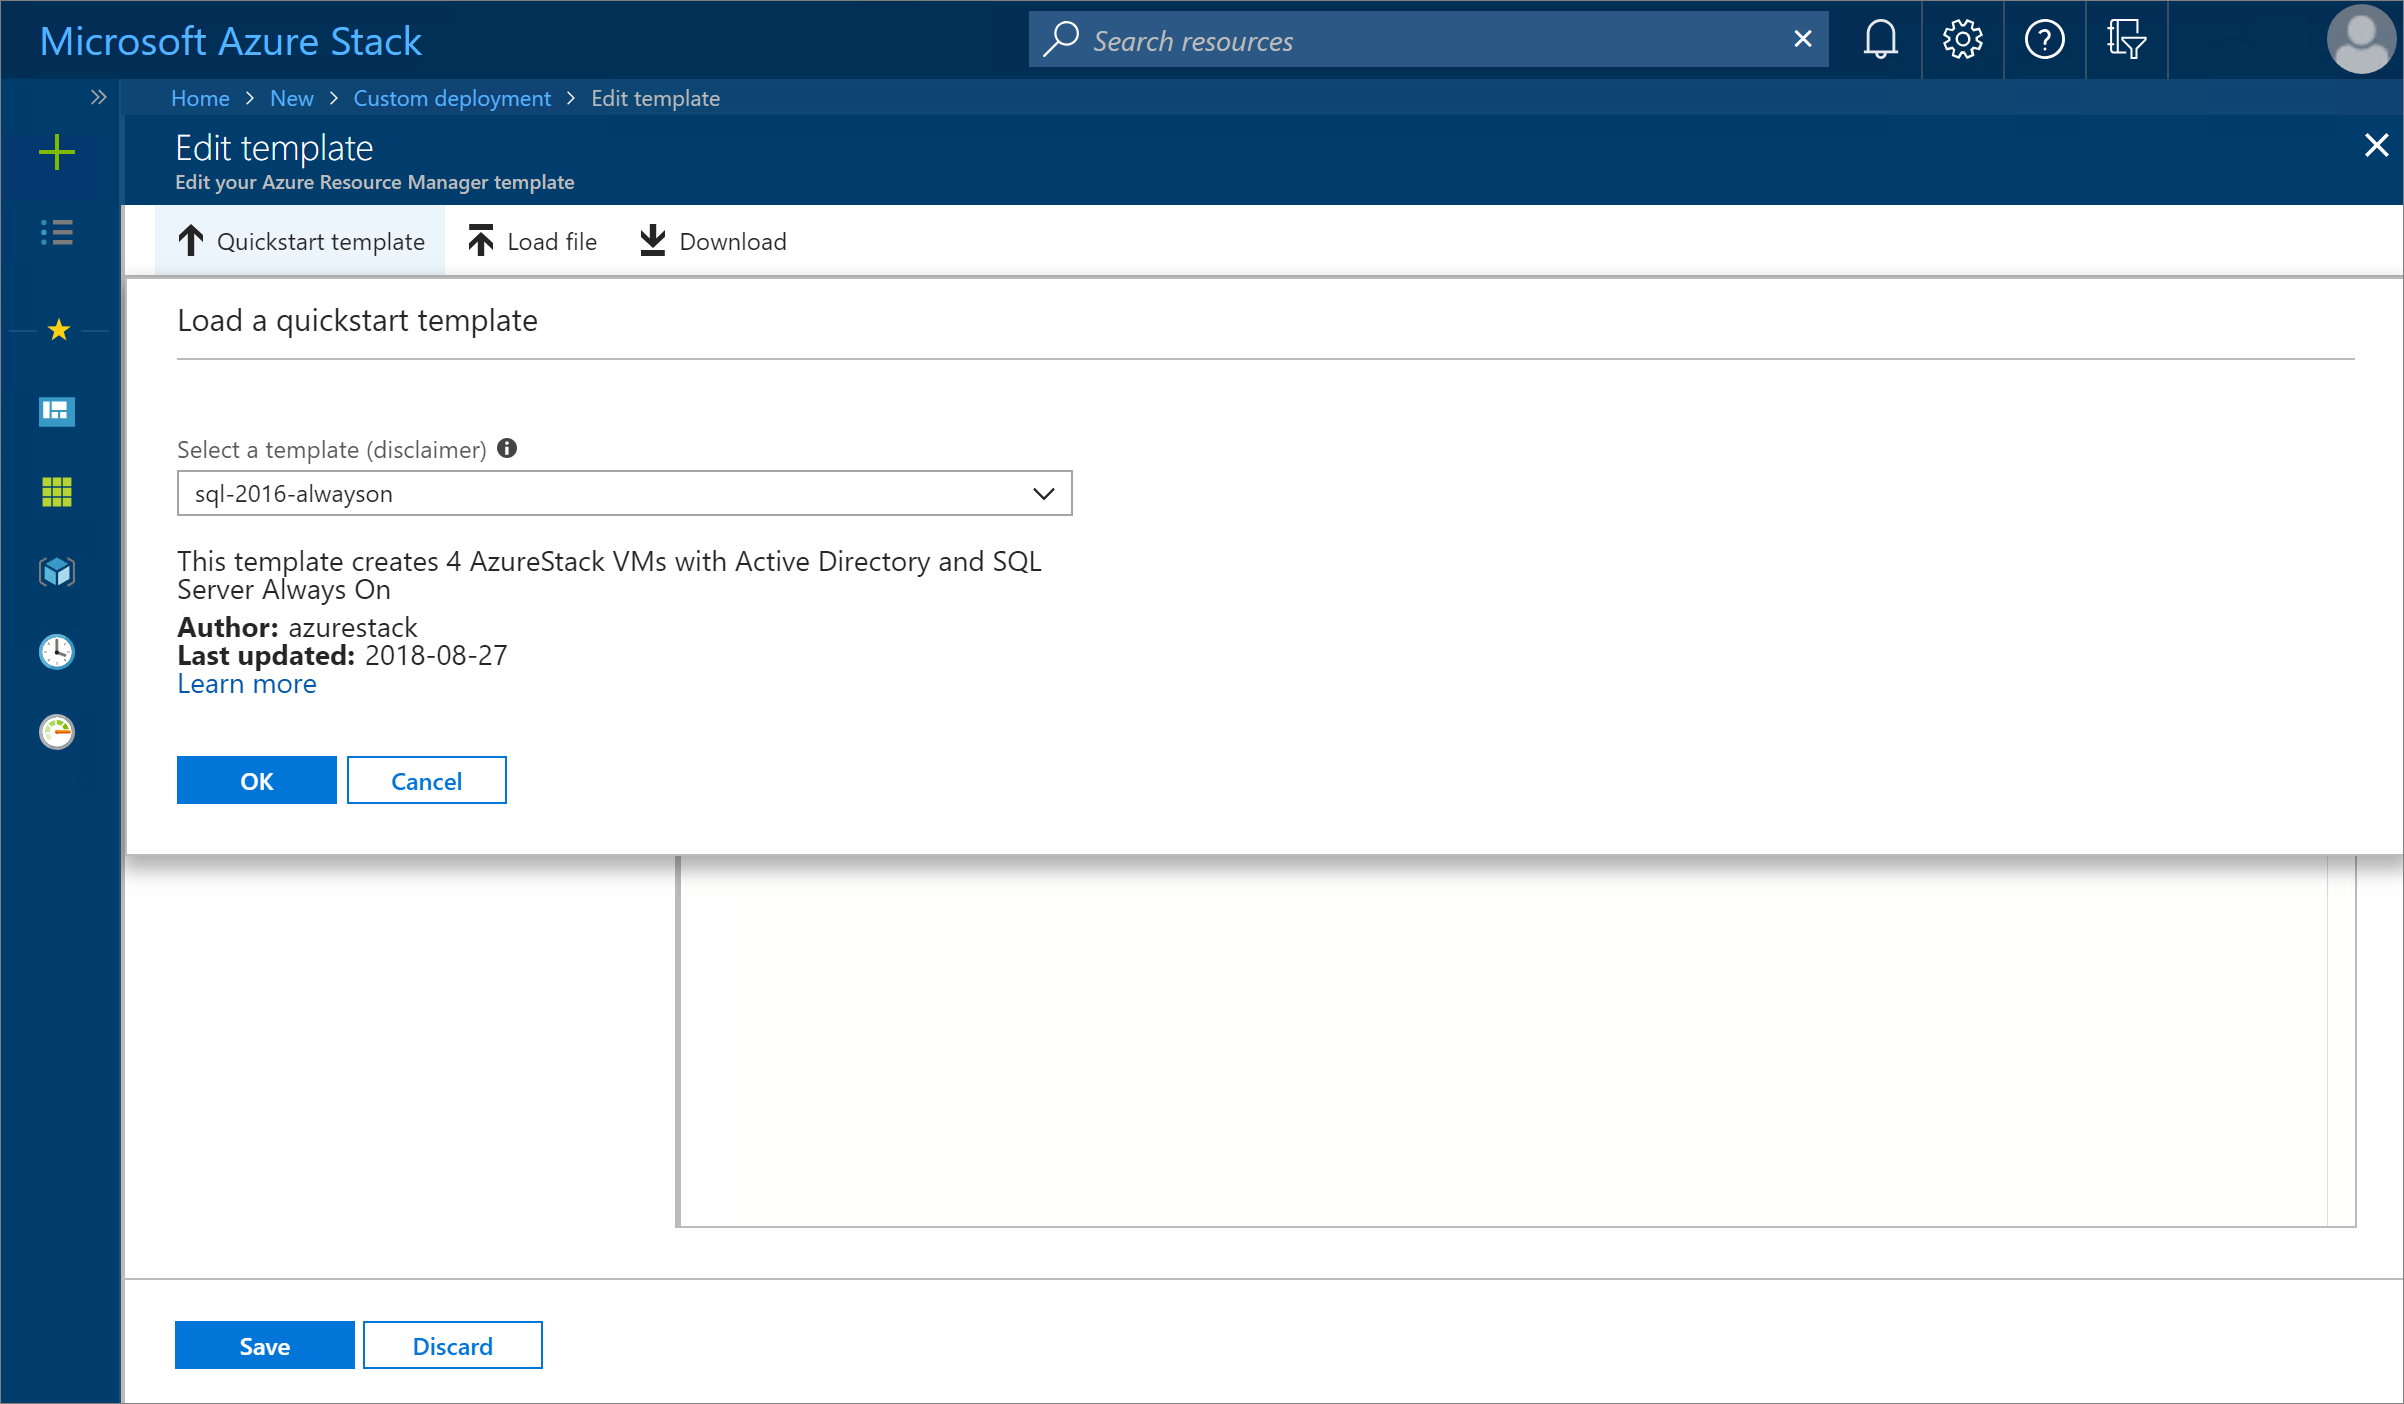 Microsoft Azure Stack
Search resources
Home > New > Custom deployment > Edit template
Edit template
Edit your Azure Resource Manager template
Quickstart template Load file Download
Load a quickstart template
Select a template (disclaimer)
sql-2016-alwayson
This template creates 4 AzureStack VMs with Active Directory and SQL
Server Always On
Author: azurestack
Last updated: 2018-08-27
Learn more
OK Cancel
Save Discard